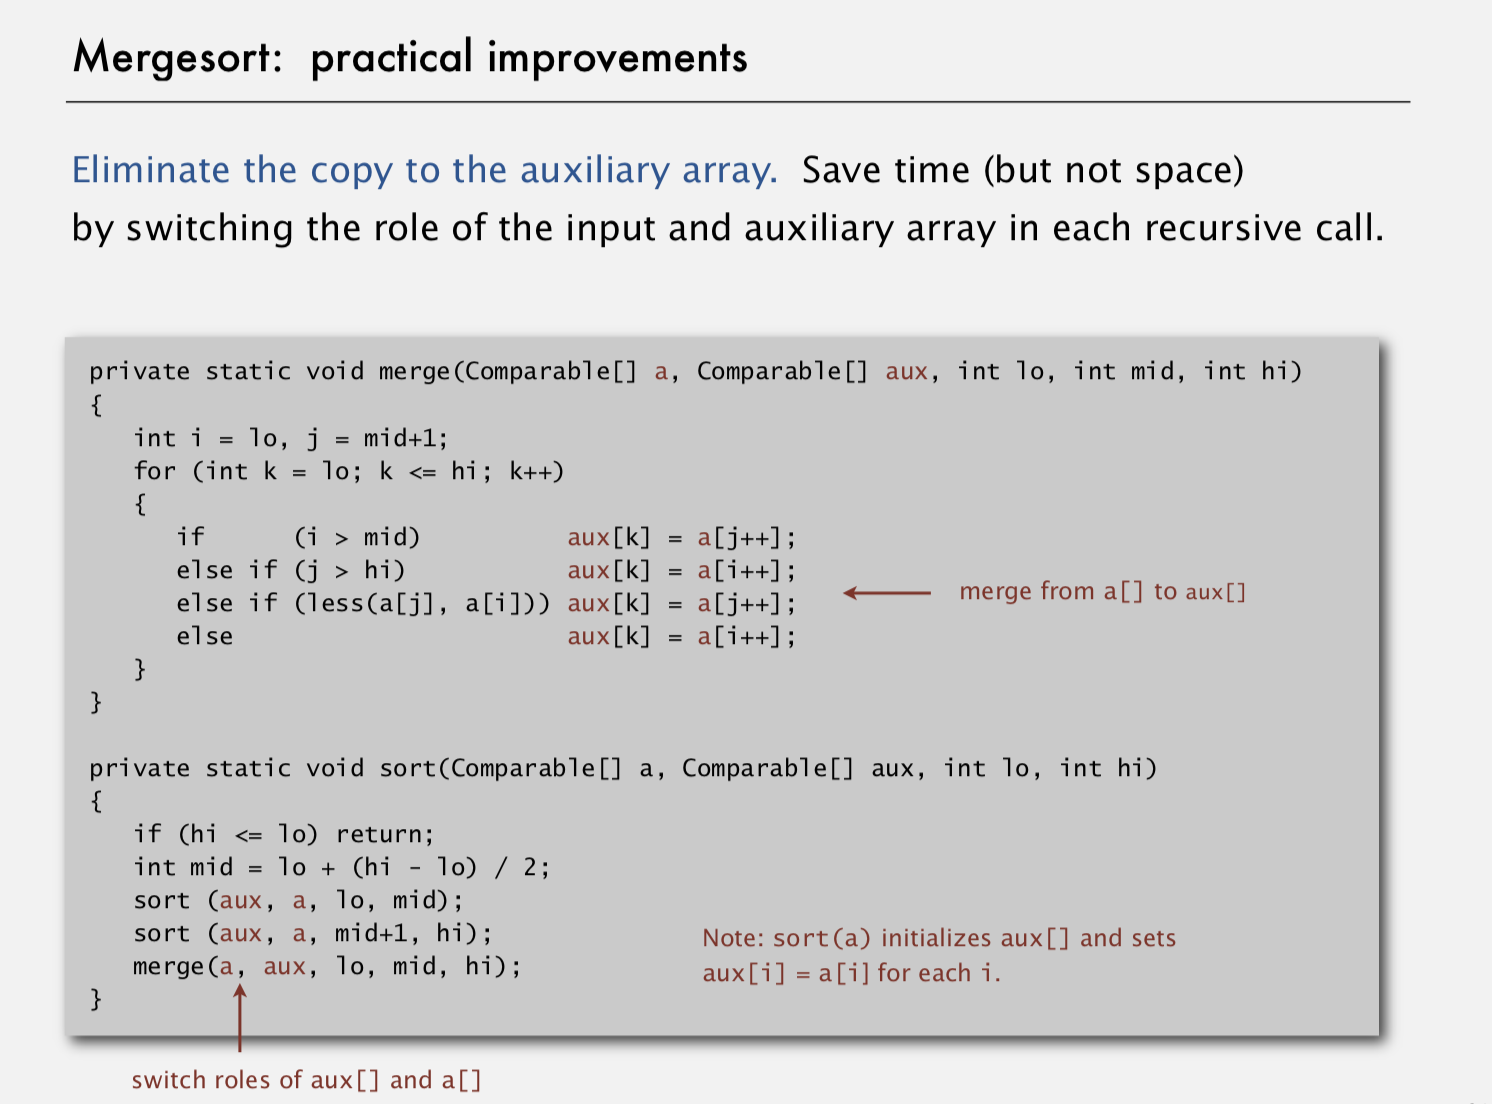 Mergesort: practical improvements
Eliminate the copy to the auxiliary array. Save time (but not space)
by switching the role of the input and auxiliary array in each recursive call.
private static void merge(Comparable[] a, Comparable[] aux, int lo, int mid, int hi)
{
   int i = lo, j = mid+1;
   for (int k = lo; k <= hi; k++)
   {
      if      (i > mid)          aux[k] = a[j++];
      else if (j > hi)           aux[k] = a[i++];
      else if (less(a[j], a[i])) aux[k] = a[j++];
      else                       aux[k] = a[i++];
   }
}
merge from a[] to aux[]
private static void sort(Comparable[] a, Comparable[] aux, int lo, int hi)
{
   if (hi <= lo) return;
   int mid = lo + (hi - lo) / 2;
   sort (aux, a, lo, mid);
   sort (aux, a, mid+1, hi);
   merge(a, aux, lo, mid, hi);
}
Note: sort(a) initializes aux[] and sets
aux[i] = a[i] for each i.
switch roles of aux[] and a[]